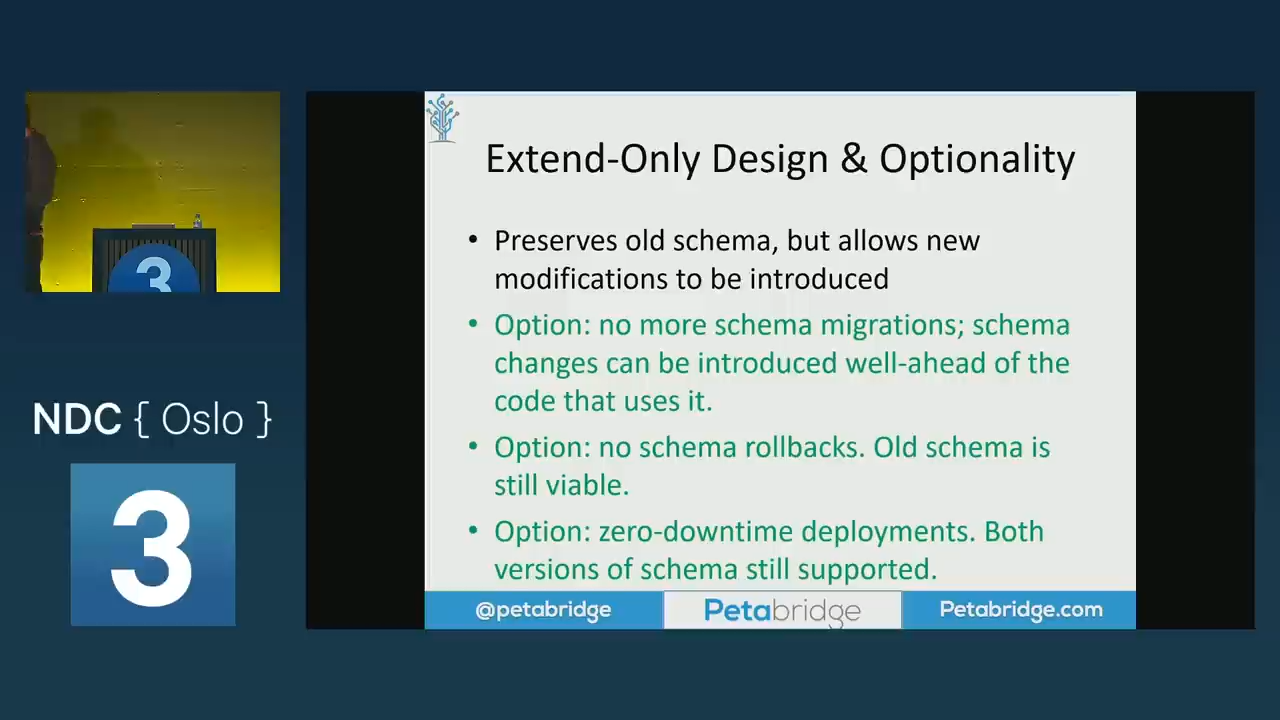 3
NDC { Oslo }
3
Extend-Only Design & Optionality
• Preserves old schema, but allows new
modifications to be introduced
• Option: no more schema migrations; schema
changes can be introduced well-ahead of the
code that uses it.
• Option: no schema rollbacks. Old schema is
still viable.
• Option: zero-downtime deployments. Both
versions of schema still supported.
@petabridge
Petabridge
Petabridge.com